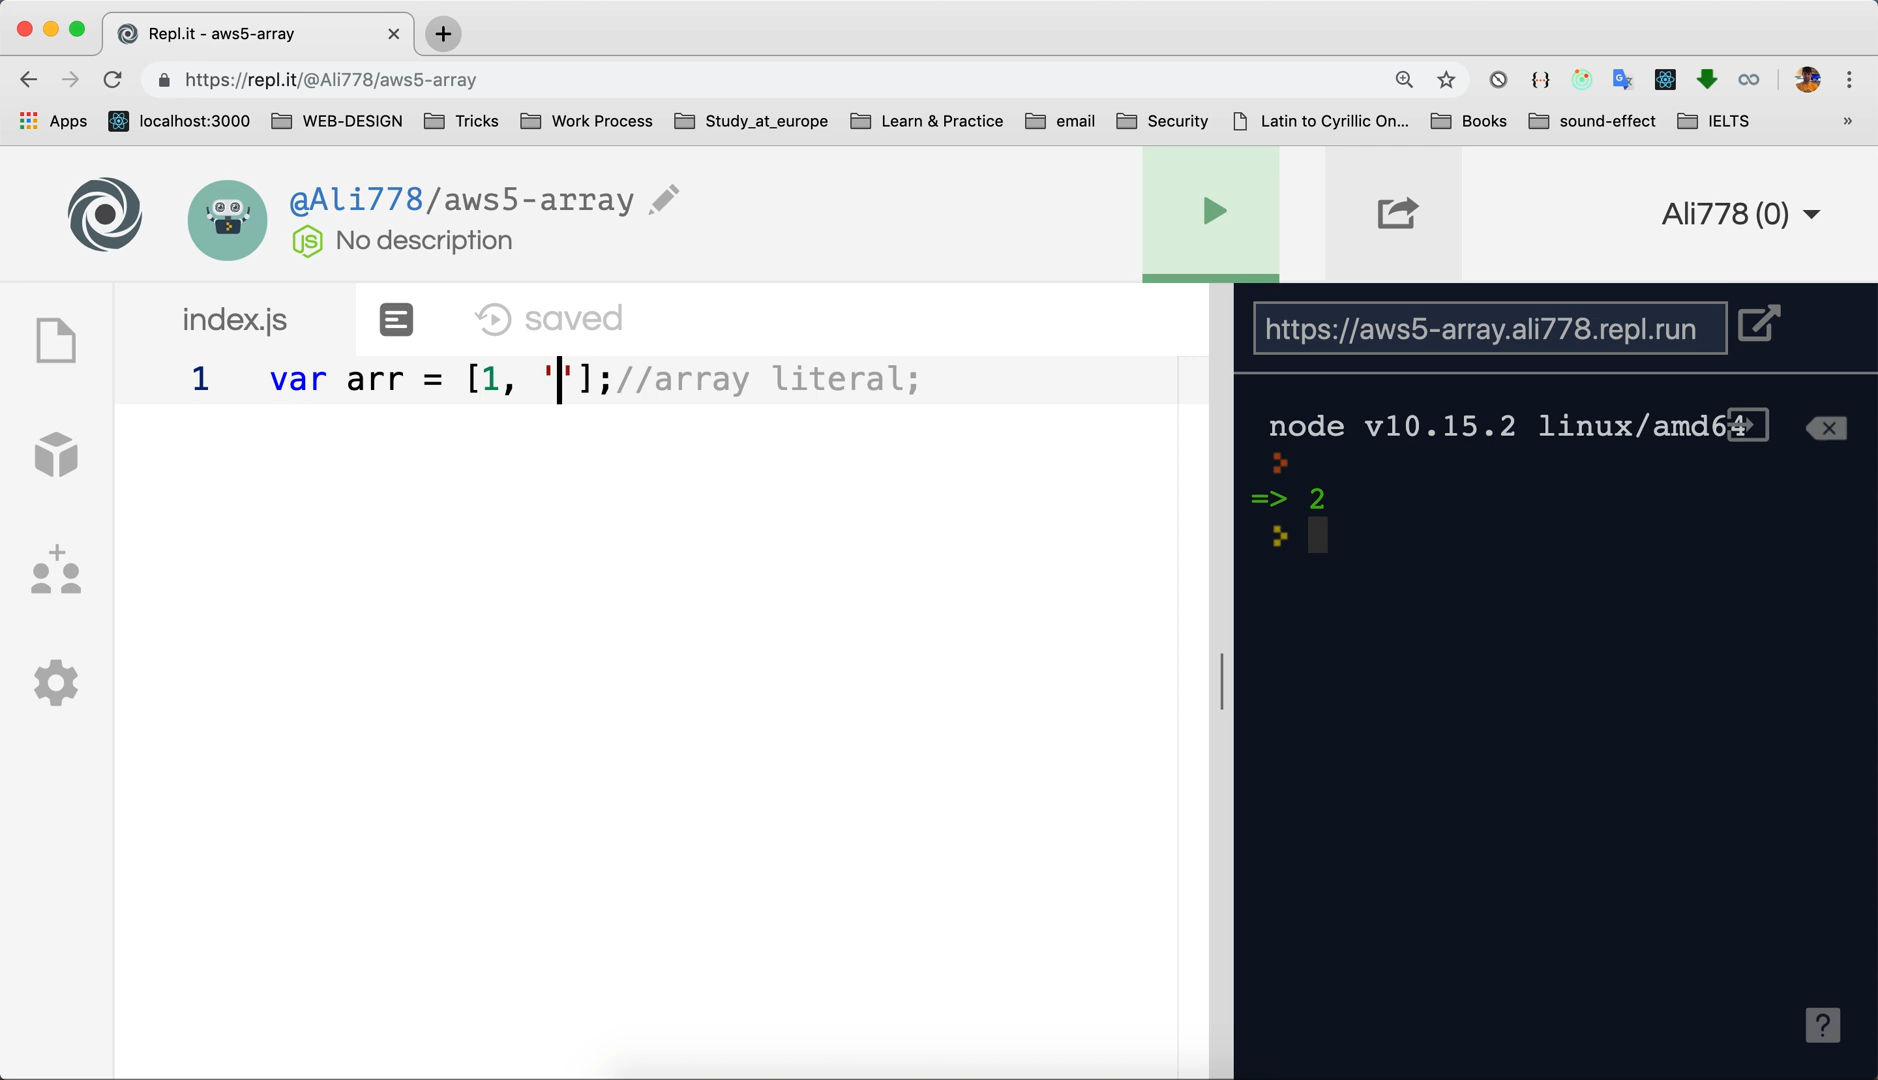 Repl.it - aws5-array
https://repl.it/@Ali778/aws5-array
Apps localhost:3000 WEB-DESIGN Tricks Work Process Study_at_europe Learn & Practice email Security Latin to Cyrillic On... Books sound-effect IELTS »
@Ali778/aws5-array
No description
Ali778 (0)
index.js saved
1 var arr = [1, ''];//array literal;
https://aws5-array.ali778.repl.run
node v10.15.2 linux/amd64
=> 2
?